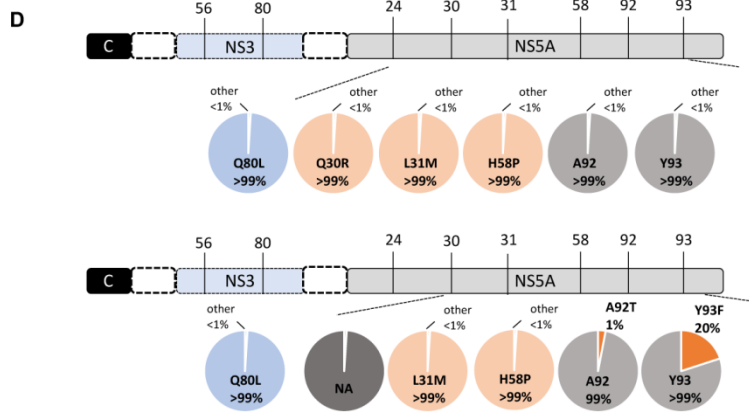 D
56 80 24 30 31 58 92 93
C NS3 NS5A
other <1% other <1% other <1% other <1% other <1% other <1%
Q80L >99% Q30R >99% L31M >99% H58P >99% A92 >99% Y93 >99%
56 80 24 30 31 58 92 93
C NS3 NS5A
other <1% other <1% other <1% A92T 1% Y93F 20%
Q80L >99% NA L31M >99% H58P >99% A92 99% Y93 >99%